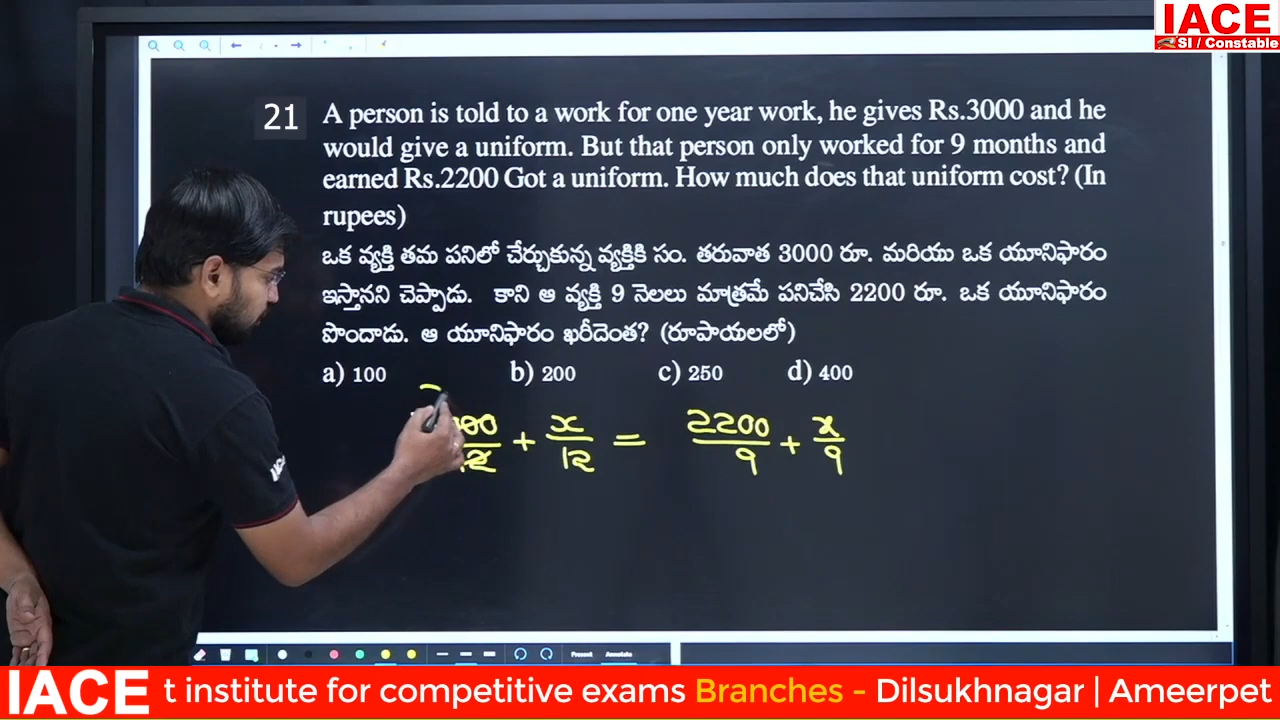 IACE
SI / Constable
21 A person is told to a work for one year work, he gives Rs.3000 and he
would give a uniform. But that person only worked for 9 months and
earned Rs.2200 Got a uniform. How much does that uniform cost? (In
rupees)
ఒక వ్యక్తి తమ పనిలో చేర్చుకున్న వ్యక్తికి సం. తరువాత 3000 రూ. మరియు ఒక యూనిఫారం
ఇస్తానని చెప్పాడు. కాని ఆ వ్యక్తి 9 నెలలు మాత్రమే పనిచేసి 2200 రూ. ఒక యూనిఫారం
పొందాడు. ఆ యూనిఫారం ఖరీదెంత? (రూపాయలలో)
a) 100 b) 200 c) 250 d) 400
00/12 + x/12 = 2200/9 + x/9
Present Annotate
IACE t institute for competitive exams Branches - Dilsukhnagar | Ameerpet